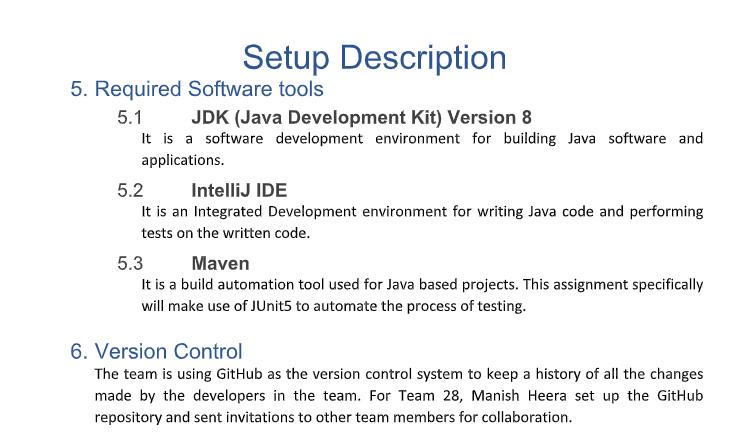 Setup Description
5. Required Software tools
5.1 JDK (Java Development Kit) Version 8
It is a software development environment for building Java software and
applications.
5.2 IntelliJ IDE
It is an Integrated Development environment for writing Java code and performing
tests on the written code.
5.3 Maven
It is a build automation tool used for Java based projects. This assignment specifically
will make use of JUnit5 to automate the process of testing.
6. Version Control
The team is using GitHub as the version control system to keep a history of all the changes
made by the developers in the team. For Team 28, Manish Heera set up the GitHub
repository and sent invitations to other team members for collaboration.